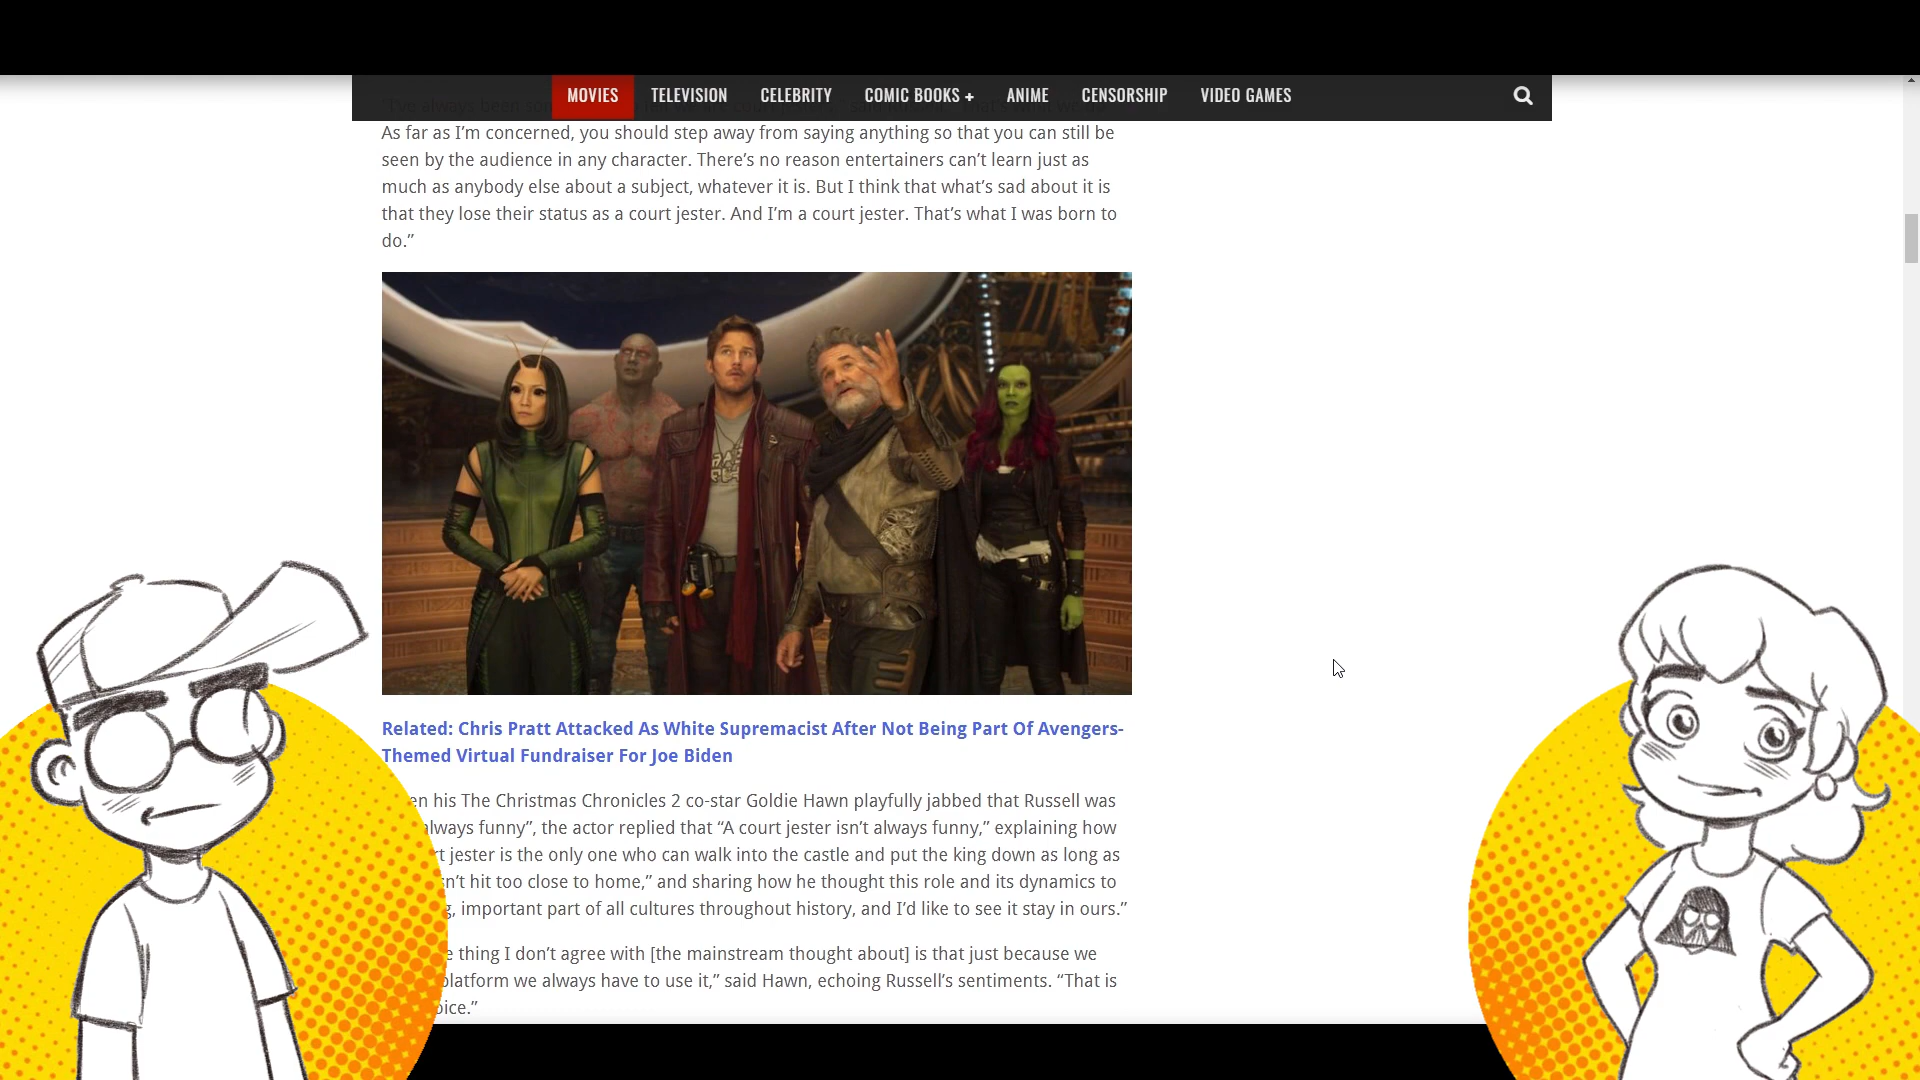 MOVIES TELEVISION CELEBRITY COMIC BOOKS + ANIME CENSORSHIP VIDEO GAMES
As far as I’m concerned, you should step away from saying anything so that you can still be
seen by the audience in any character. There’s no reason entertainers can’t learn just as
much as anybody else about a subject, whatever it is. But I think that what’s sad about it is
that they lose their status as a court jester. And I’m a court jester. That’s what I was born to
do.”
Related: Chris Pratt Attacked As White Supremacist After Not Being Part Of Avengers-
Themed Virtual Fundraiser For Joe Biden
his The Christmas Chronicles 2 co-star Goldie Hawn playfully jabbed that Russell was
always funny”, the actor replied that “A court jester isn’t always funny,” explaining how
jester is the only one who can walk into the castle and put the king down as long as
hit too close to home,” and sharing how he thought this role and its dynamics to
important part of all cultures throughout history, and I’d like to see it stay in ours.”
thing I don’t agree with [the mainstream thought about] is that just because we
platform we always have to use it,” said Hawn, echoing Russell’s sentiments. “That is